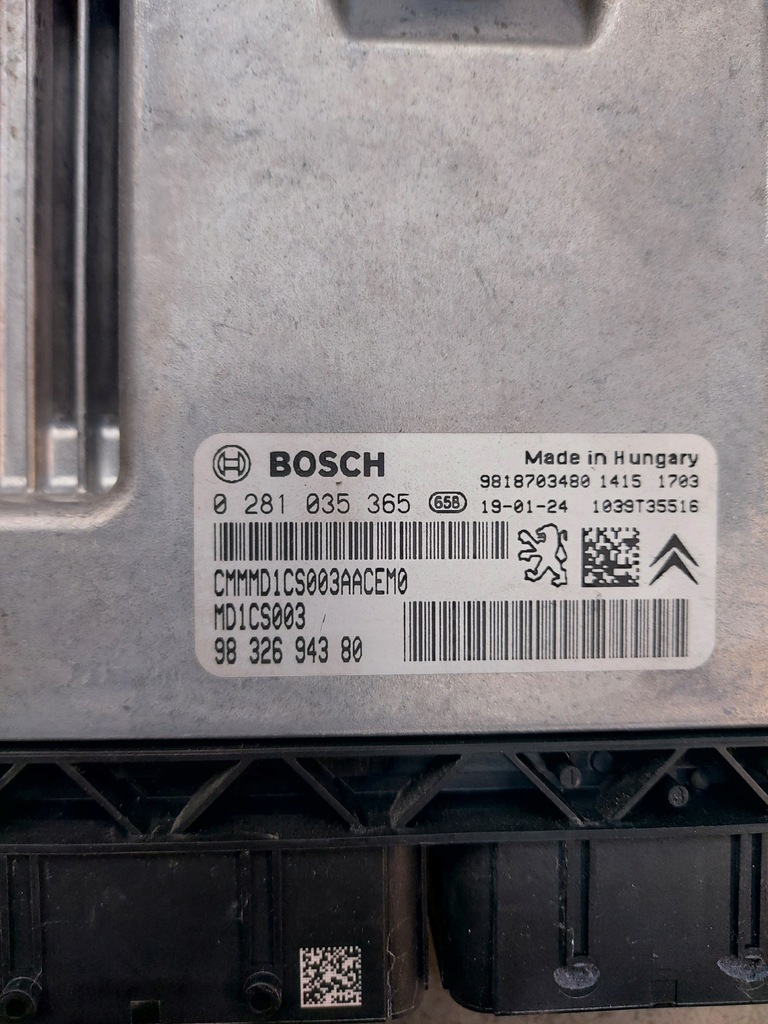 BOSCH
Made in Hungary
9818703480 1415 1703
0 281 035 365 658 19-01-24 1039T35516
CMMMD1CS003AACEM0
MD1CS003
98 326 943 80